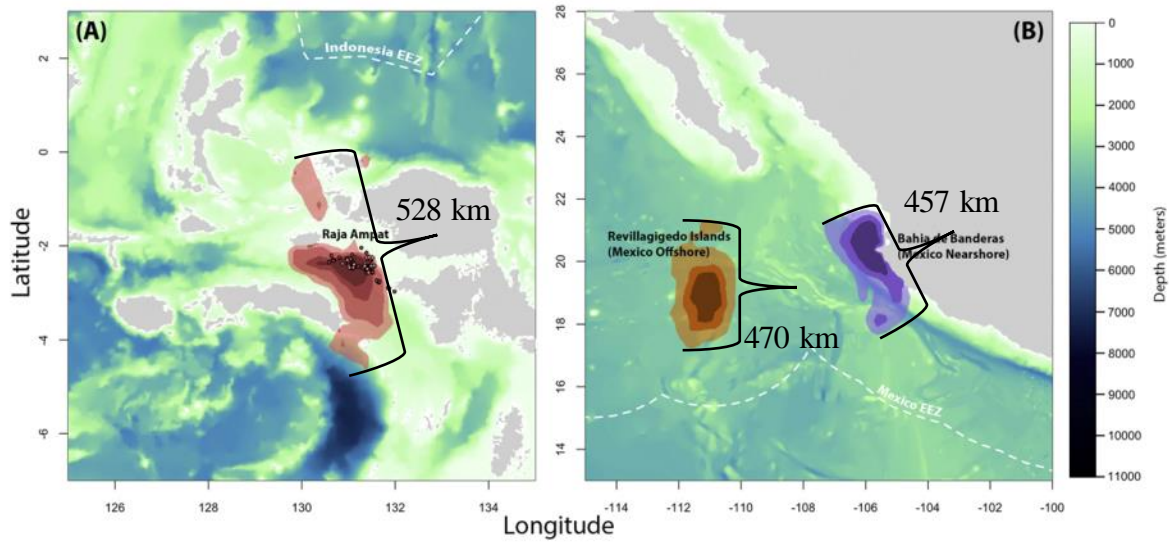 (A)
Indonesia EEZ
528 km
Raja Ampat
2
0
-2
-4
-6
Latitude
126
128
130
132
134
(B)
457 km
Revillagigedo Islands
(Mexico Offshore)
Bahia de Banderas
(Mexico Nearshore)
470 km
Mexico EEZ
28
26
24
22
20
18
16
14
-114
-112
-110
-108
-106
-104
-102
-100
Longitude
0
1000
2000
3000
4000
5000
6000
7000
8000
9000
10000
11000
Depth (meters)